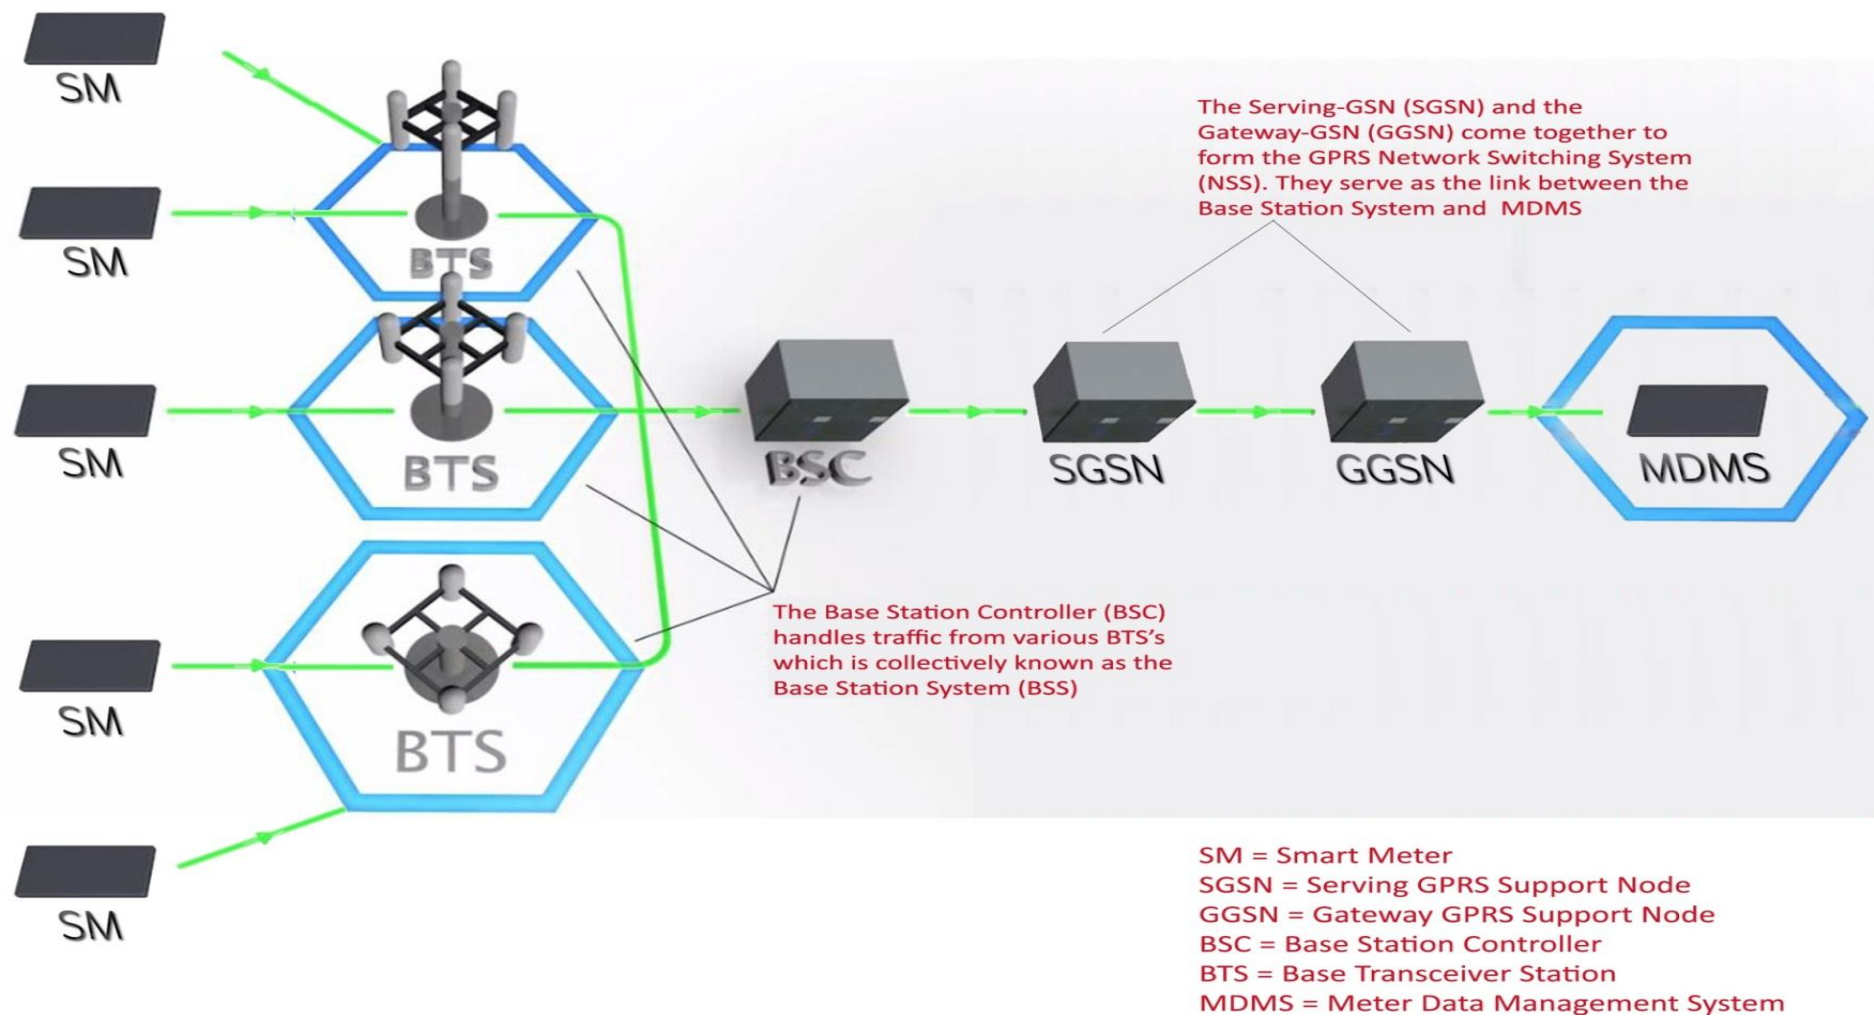 SM
SM
SM
SM
SM
BTS
BTS
BTS
BSC
SGSN
GGSN
MDMS
The Serving-GSN (SGSN) and the
Gateway-GSN (GGSN) come together to
form the GPRS Network Switching System
(NSS). They serve as the link between the
Base Station System and MDMS
The Base Station Controller (BSC)
handles traffic from various BTS’s
which is collectively known as the
Base Station System (BSS)
SM = Smart Meter
SGSN = Serving GPRS Support Node
GGSN = Gateway GPRS Support Node
BSC = Base Station Controller
BTS = Base Transceiver Station
MDMS = Meter Data Management System